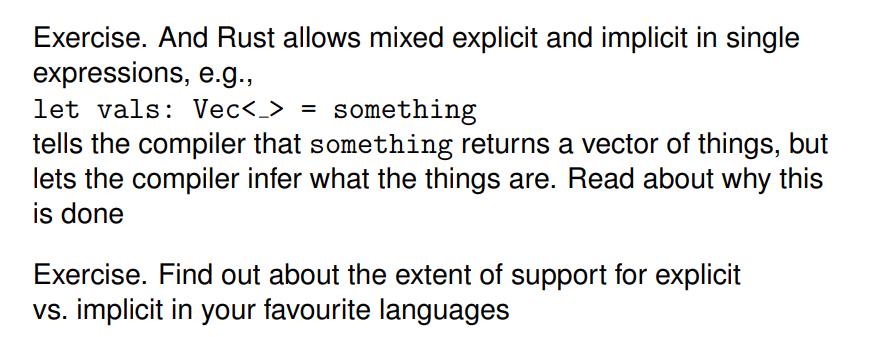 Exercise. And Rust allows mixed explicit and implicit in single
expressions, e.g.,
let vals: Vec<_> = something
tells the compiler that something returns a vector of things, but
lets the compiler infer what the things are. Read about why this
is done
Exercise. Find out about the extent of support for explicit
vs. implicit in your favourite languages